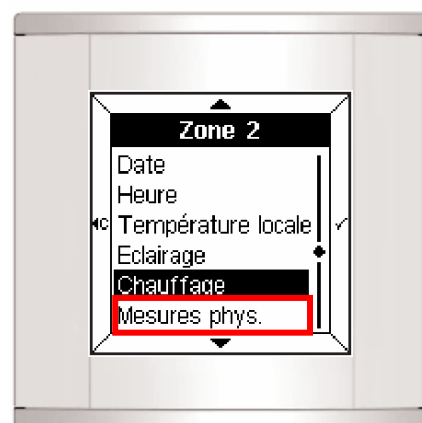 Zone 2
Date
Heure
Température locale
C
Eclairage
Chauffage
Mesures phys.